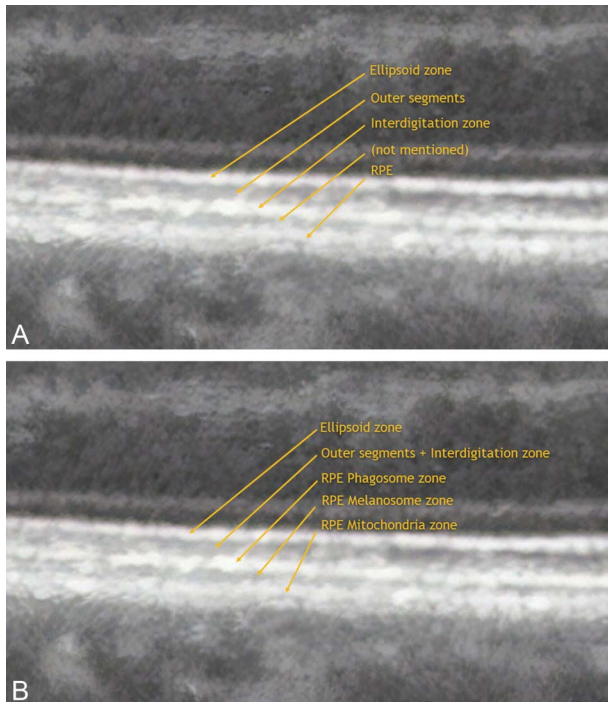 Ellipsoid zone
Outer segments
Interdigitation zone
(not mentioned)
RPE
A
Ellipsoid zone
Outer segments + Interdigitation zone
RPE Phagosome zone
RPE Melanosome zone
RPE Mitochondria zone
B